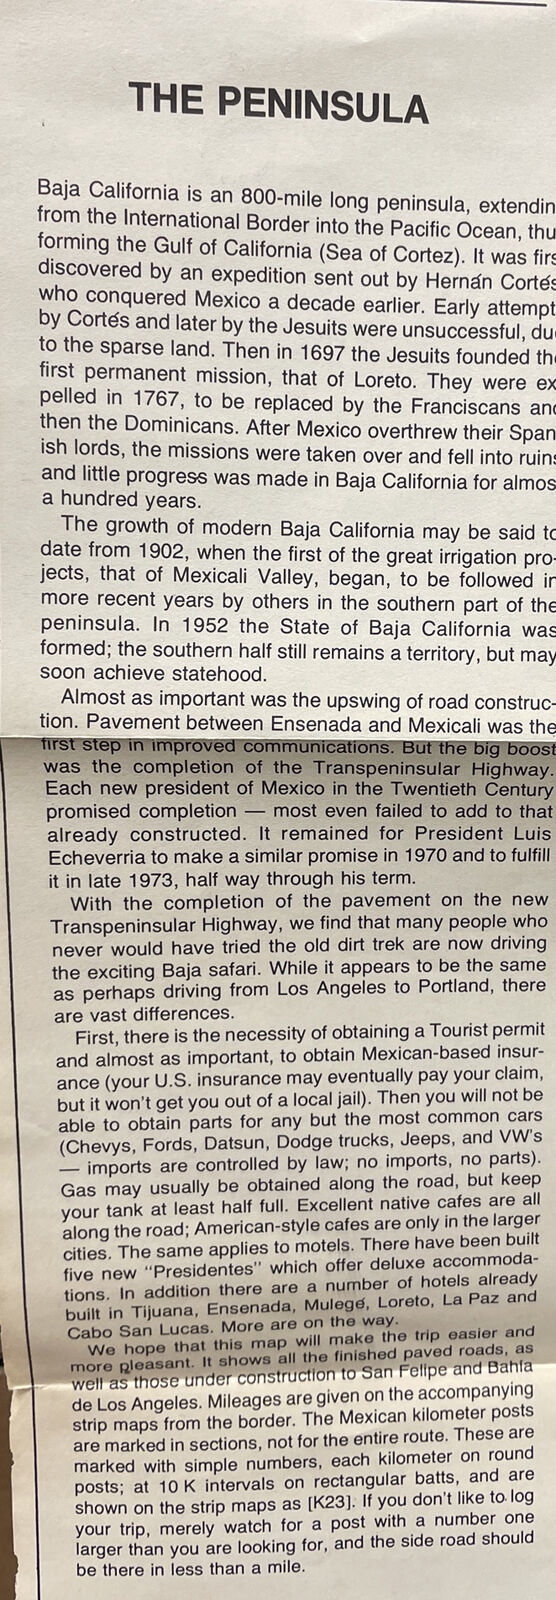 THE PENINSULA
Baja California is an 800-mile long peninsula, extendin
from the International Border into the Pacific Ocean, thu
forming the Gulf of California (Sea of Cortez). It was firs
discovered by an expedition sent out by Hernán Cortés
who conquered Mexico a decade earlier. Early attempt
by Cortés and later by the Jesuits were unsuccessful, du
to the sparse land. Then in 1697 the Jesuits founded the
first permanent mission, that of Loreto. They were ex
pelled in 1767, to be replaced by the Franciscans and
then the Dominicans. After Mexico overthrew their Span
ish lords, the missions were taken over and fell into ruins
and little progress was made in Baja California for almos
a hundred years.
The growth of modern Baja California may be said to
date from 1902, when the first of the great irrigation pro-
jects, that of Mexicali Valley, began, to be followed in
more recent years by others in the southern part of the
peninsula. In 1952 the State of Baja California was
formed; the southern half still remains a territory, but may
soon achieve statehood.
Almost as important was the upswing of road construc-
tion. Pavement between Ensenada and Mexicali was the
first step in improved communications. But the big boost
was the completion of the Transpeninsular Highway.
Each new president of Mexico in the Twentieth Century
promised completion — most even failed to add to that
already constructed. It remained for President Luis
Echeverria to make a similar promise in 1970 and to fulfill
it in late 1973, half way through his term.
With the completion of the pavement on the new
Transpeninsular Highway, we find that many people who
never would have tried the old dirt trek are now driving
the exciting Baja safari. While it appears to be the same
as perhaps driving from Los Angeles to Portland, there
are vast differences.
First, there is the necessity of obtaining a Tourist permit
and almost as important, to obtain Mexican-based insur-
ance (your U.S. insurance may eventually pay your claim,
but it won't get you out of a local jail). Then you will not be
able to obtain parts for any but the most common cars
(Chevys, Fords, Datsun, Dodge trucks, Jeeps, and VW's
— imports are controlled by law; no imports, no parts).
Gas may usually be obtained along the road, but keep
your tank at least half full. Excellent native cafes are all
along the road; American-style cafes are only in the larger
cities. The same applies to motels. There have been built
five new "Presidentes" which offer deluxe accommoda-
tions. In addition there are a number of hotels already
built in Tijuana, Ensenada, Mulegé, Loreto, La Paz and
Cabo San Lucas. More are on the way.
We hope that this map will make the trip easier and
more pleasant. It shows all the finished paved roads, as
well as those under construction to San Felipe and Bahía
de Los Angeles. Mileages are given on the accompanying
strip maps from the border. The Mexican kilometer posts
are marked in sections, not for the entire route. These are
marked with simple numbers, each kilometer on round
posts; at 10 K intervals on rectangular batts, and are
shown on the strip maps as [K23]. If you don't like to log
your trip, merely watch for a post with a number one
larger than you are looking for, and the side road should
be there in less than a mile.